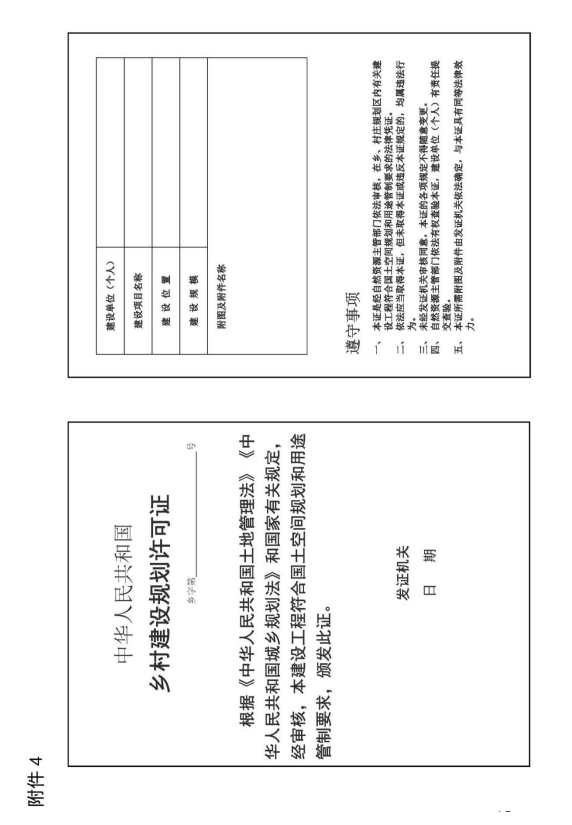 附件 4
中华人民共和国
乡村建设规划许可证
乡字第 号
根据《中华人民共和国土地管理法》《中
华人民共和国城乡规划法》和国家有关规定，
经审核，本建设工程符合国土空间规划和用途
管制要求，颁发此证。
发证机关
日 期
建设单位（个人）
建设项目名称
建 设 位 置
建 设 规 模
附图及附件名称
遵守事项
一、 本证是经自然资源主管部门依法审核，在乡、村庄规划区内有关建
设工程符合国土空间规划和用途管制要求的法律凭证。
二、 依法应当取得本证，但未取得本证或违反本证规定的，均属违法行
为。
三、 未经发证机关审核同意，本证的各项规定不得随意变更。
四、 自然资源主管部门依法有权查验本证，建设单位（个人）有责任提
交查验。
五、 本证所需附图及附件由发证机关依法确定，与本证具有同等法律效
力。